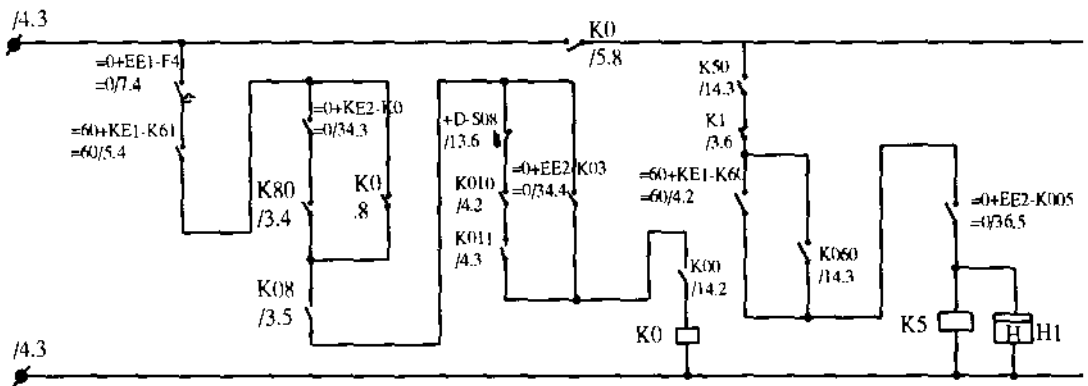 /4.3
K0
/5.8
=0+EE1-F4
=0/7.4
=60+KE1-K61
=60/5.4
=0+KE2-K0
=0/34.3
K80
/3.4
K0
.8
K08
/3.5
+D-S08
/13.6
=0+EE2-K03
=0/34.4
K010
/4.2
K011
/4.3
K00
/14.2
K0
K50
/14.3
K1
/3.6
=60+KE1-K60
=60/4.2
K060
/14.3
=0+EE2-K005
=0/36.5
K5
H
H1
/4.3